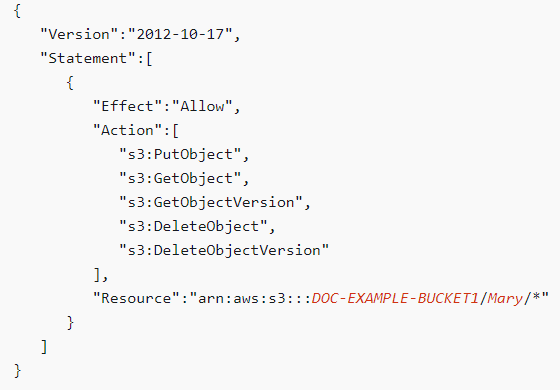 {
"Version":"2012-10-17",
"Statement":[
{
"Effect":"Allow",
"Action":[
"s3:PutObject",
"s3:GetObject",
"s3:GetObjectVersion",
"s3:DeleteObject",
"s3:DeleteObjectVersion"
],
"Resource":"arn:aws:s3:::DOC-EXAMPLE-BUCKET1/Mary/*"
}
]
}